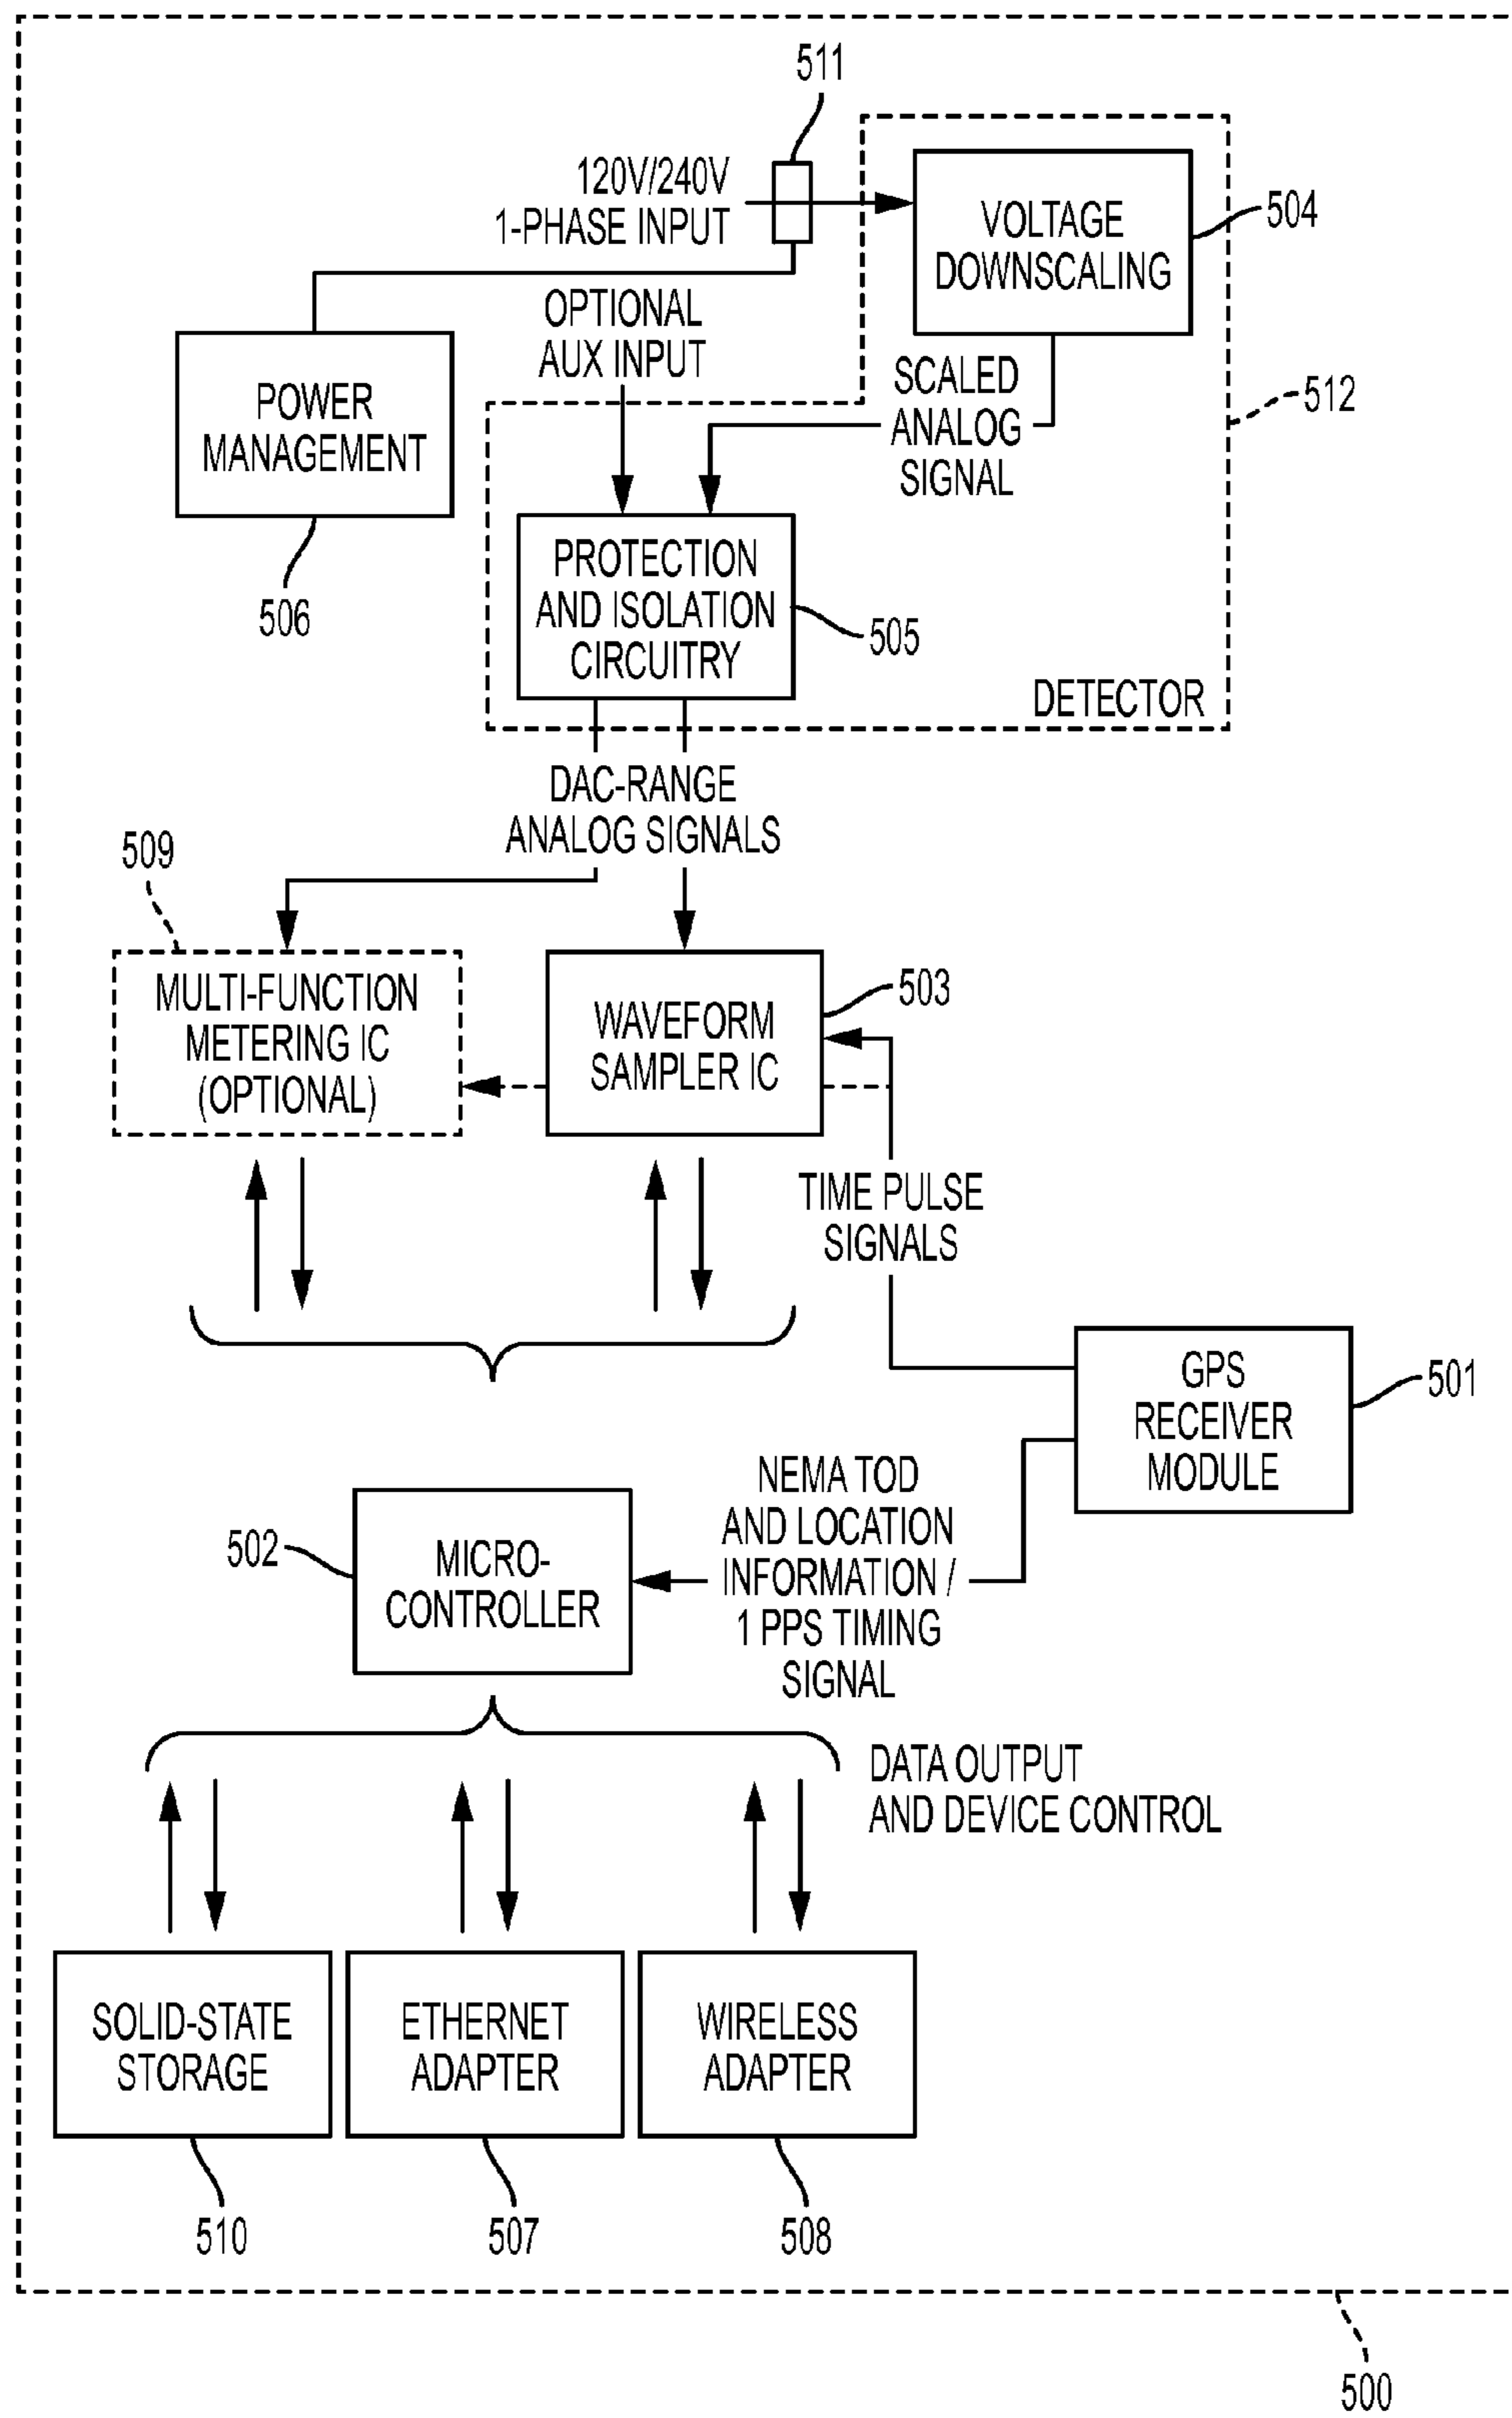 511
120V/240V
1-PHASE INPUT
VOLTAGE
DOWNSCALING
504
OPTIONAL
AUX INPUT
SCALED
ANALOG
SIGNAL
512
POWER
MANAGEMENT
506
PROTECTION
AND ISOLATION
CIRCUITRY
505
DETECTOR
DAC-RANGE
ANALOG SIGNALS
509
MULTI-FUNCTION
METERING IC
(OPTIONAL)
WAVEFORM
SAMPLER IC
503
TIME PULSE
SIGNALS
GPS
RECEIVER
MODULE
501
NEMA TOD
AND LOCATION
INFORMATION /
1 PPS TIMING
SIGNAL
502
MICRO-
CONTROLLER
DATA OUTPUT
AND DEVICE CONTROL
SOLID-STATE
STORAGE
ETHERNET
ADAPTER
WIRELESS
ADAPTER
510
507
508
500